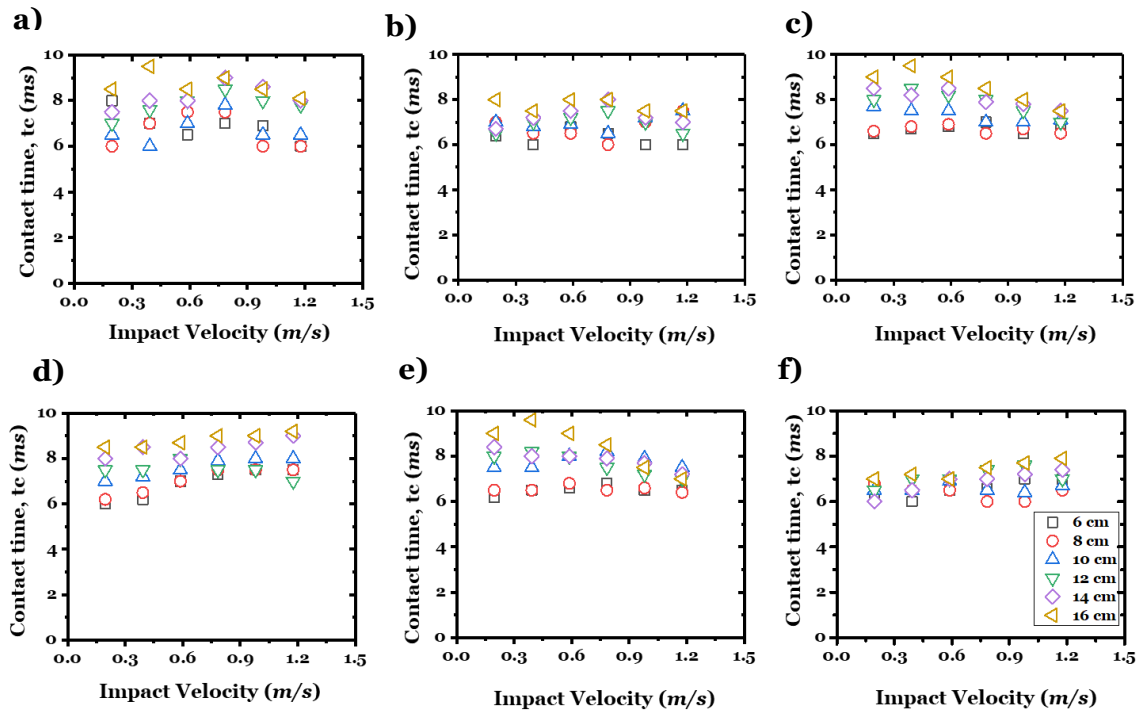 a)
10
8
6
4
2
0
Contact time, tc (ms)
0.0 0.3 0.6 0.9 1.2 1.5
Impact Velocity (m/s)
b)
10
8
6
4
2
0
Contact time, tc (ms)
0.0 0.3 0.6 0.9 1.2 1.5
Impact Velocity (m/s)
c)
10
8
6
4
2
0
Contact time, tc (ms)
0.0 0.3 0.6 0.9 1.2 1.5
Impact Velocity (m/s)
d)
10
8
6
4
2
0
Contact time, tc (ms)
0.0 0.3 0.6 0.9 1.2 1.5
Impact Velocity (m/s)
e)
10
8
6
4
2
0
Contact time, tc (ms)
0.0 0.3 0.6 0.9 1.2 1.5
Impact Velocity (m/s)
f)
10
8
6
4
2
0
Contact time, tc (ms)
0.0 0.3 0.6 0.9 1.2 1.5
Impact Velocity (m/s)
6 cm
8 cm
10 cm
12 cm
14 cm
16 cm